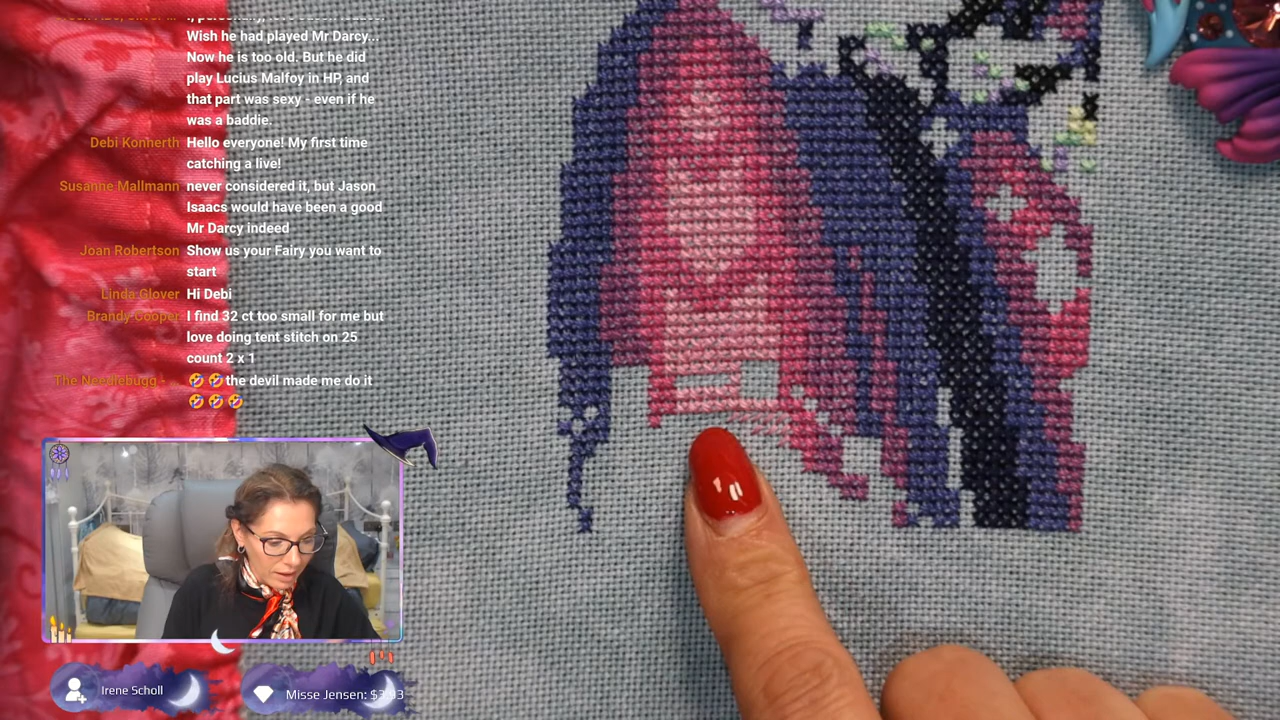 Wish he had played Mr Darcy...
Now he is too old. But he did
play Lucius Malfoy in HP, and
that part was sexy - even if he
was a baddie.
Debi Konherth Hello everyone! My first time
catching a live!
Susanne Mallmann never considered it, but Jason
Isaacs would have been a good
Mr Darcy indeed
Joan Robertson Show us your Fairy you want to
start
Linda Glover Hi Debi
Brandy Cooper I find 32 ct too small for me but
love doing tent stitch on 25
count 2 x 1
The Needlebugg - 🤣🤣the devil made me do it
🤣🤣🤣
Irene Scholl
Misse Jensen: